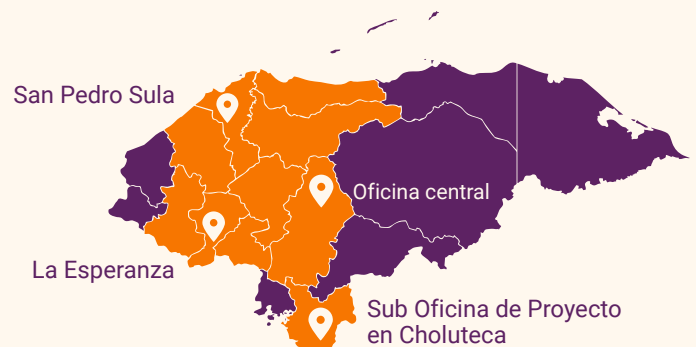 San Pedro Sula
Oficina central
La Esperanza
Sub Oficina de Proyecto
en Choluteca